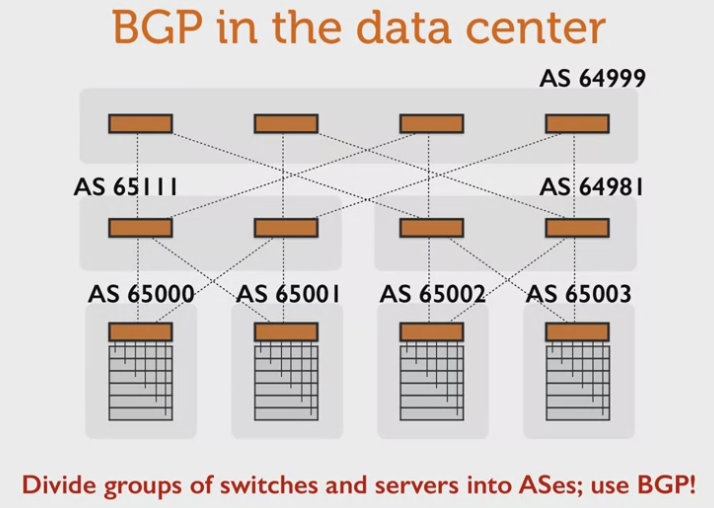 BGP in the data center
AS 64999
AS 65111
AS 64981
AS 65000
AS 65001
AS 65002
AS 65003
Divide groups of switches and servers into ASes; use BGP!